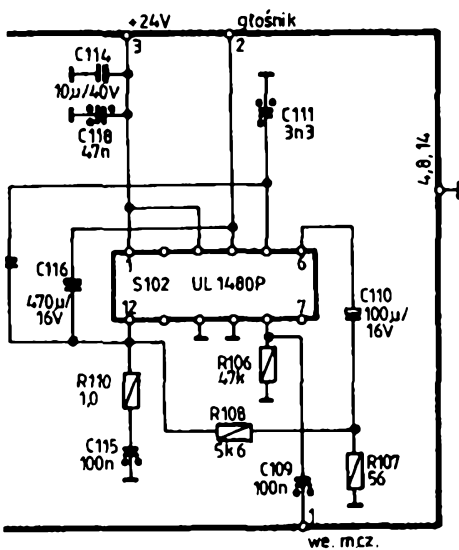 +24V głośnik
3 2
C114
10µ/40V
C118
47n
C111
3n3
4,8,14
1 6
C116
470µ/
16V
S102 UL 1480P
12 7
C110
100µ/
16V
R110
1,0
R106
47k
R108
5k6
C115
100n
C109
100n
R107
56
1
we. m.cz.